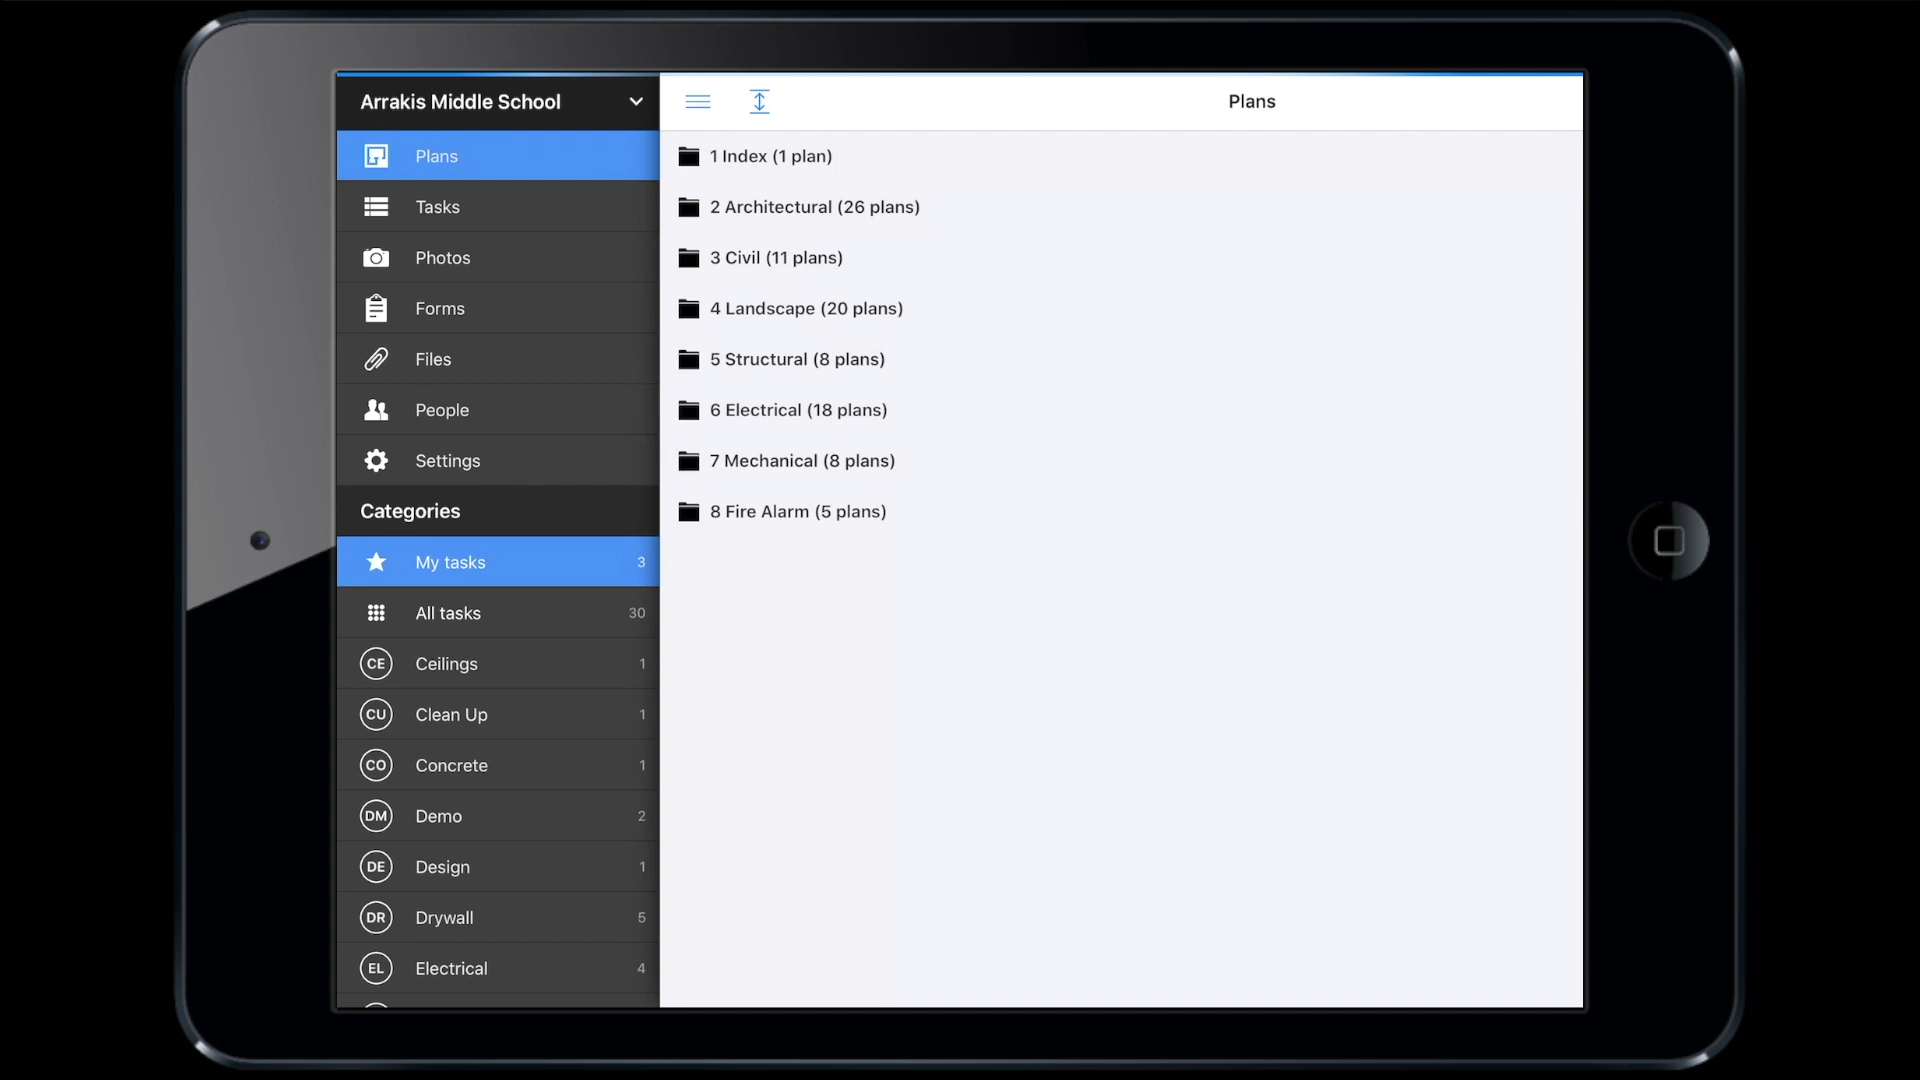 Arrakis Middle School
Plans
Tasks
Photos
Forms
Files
People
Settings
Categories
My tasks 3
All tasks 30
CE Ceilings 1
CU Clean Up 1
CO Concrete 1
DM Demo 2
DE Design 1
DR Drywall 5
EL Electrical 4
Plans
1 Index (1 plan)
2 Architectural (26 plans)
3 Civil (11 plans)
4 Landscape (20 plans)
5 Structural (8 plans)
6 Electrical (18 plans)
7 Mechanical (8 plans)
8 Fire Alarm (5 plans)